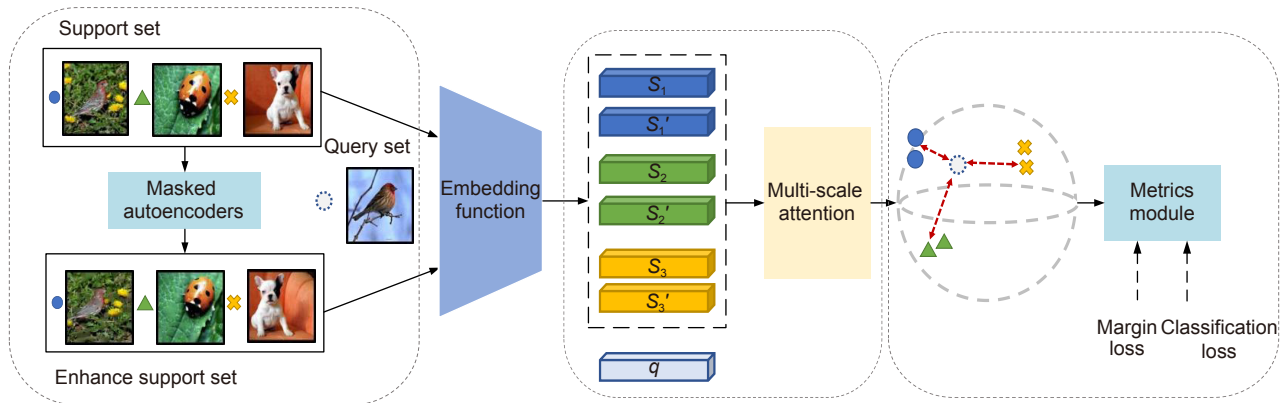 Support set
Masked
autoencoders
Enhance support set
Query set
Embedding
function
S₁
S₁′
S₂
S₂′
S₃
S₃′
q
Multi-scale
attention
Metrics
module
Margin
loss
Classification
loss